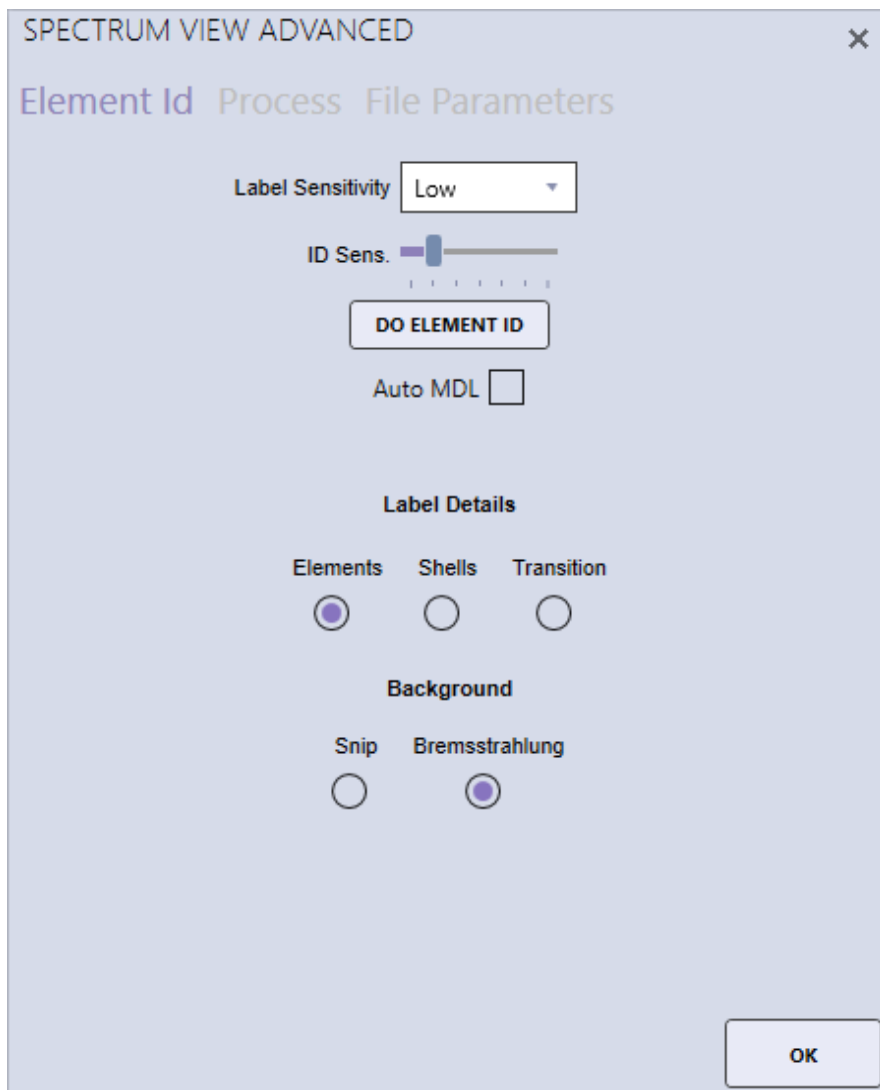 SPECTRUM VIEW ADVANCED
Element Id Process File Parameters
Label Sensitivity Low
ID Sens.
DO ELEMENT ID
Auto MDL
Label Details
Elements Shells Transition
Background
Snip Bremsstrahlung
OK